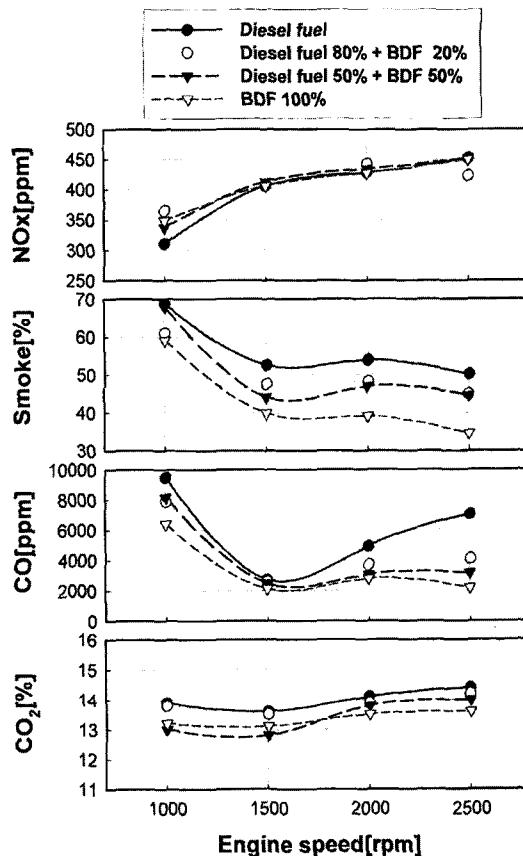 Diesel fuel
Diesel fuel 80% + BDF 20%
Diesel fuel 50% + BDF 50%
BDF 100%
500
450
400
350
300
250
NOx[ppm]
70
60
50
40
30
Smoke[%]
10000
8000
6000
4000
2000
0
CO[ppm]
16
15
14
13
12
11
CO₂[%]
1000 1500 2000 2500
Engine speed[rpm]